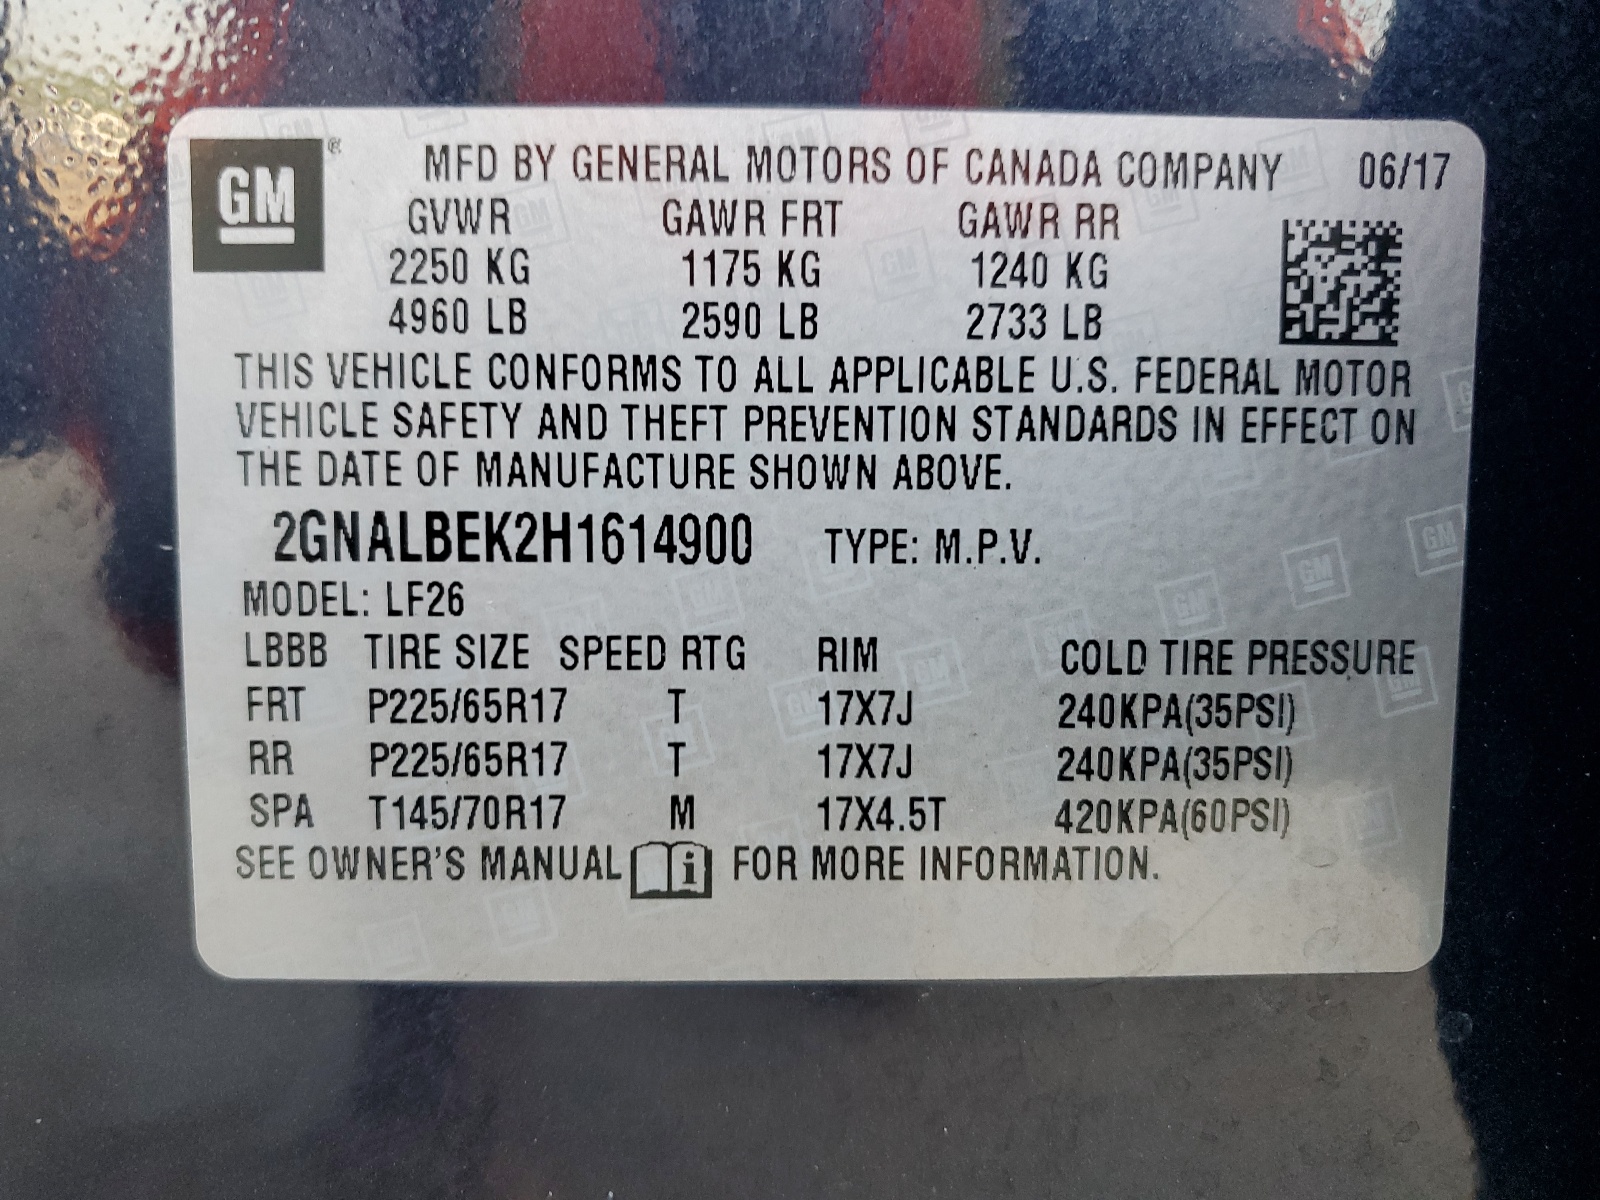 GM ® MFD BY GENERAL MOTORS OF CANADA COMPANY 06/17
GVWR GAWR FRT GAWR RR
2250 KG 1175 KG 1240 KG
4960 LB 2590 LB 2733 LB
THIS VEHICLE CONFORMS TO ALL APPLICABLE U.S. FEDERAL MOTOR
VEHICLE SAFETY AND THEFT PREVENTION STANDARDS IN EFFECT ON
THE DATE OF MANUFACTURE SHOWN ABOVE.
2GNALBEK2H1614900 TYPE: M.P.V.
MODEL: LF26
LBBB TIRE SIZE SPEED RTG RIM COLD TIRE PRESSURE
FRT P225/65R17 T 17X7J 240KPA(35PSI)
RR P225/65R17 T 17X7J 240KPA(35PSI)
SPA T145/70R17 M 17X4.5T 420KPA(60PSI)
SEE OWNER'S MANUAL i FOR MORE INFORMATION.